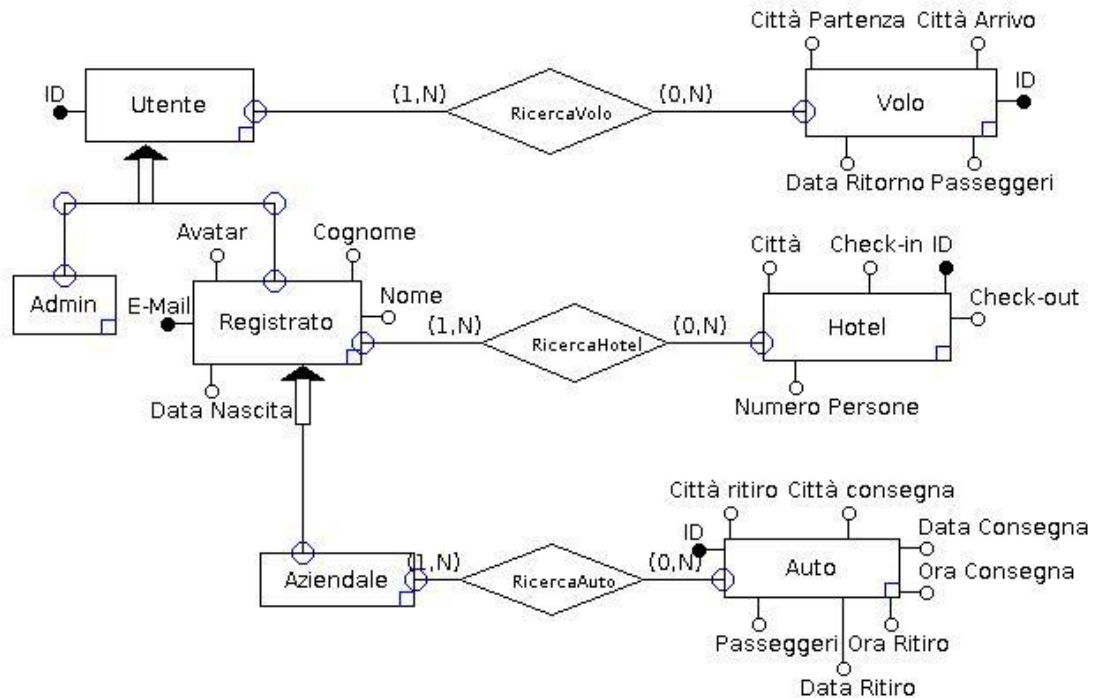 Città Partenza Città Arrivo
ID Utente (1,N) RicercaVolo (0,N) Volo ID
Data Ritorno Passeggeri
Avatar Cognome
Città Check-in ID
Admin E-Mail Registrato Nome (1,N) RicercaHotel (0,N) Hotel Check-out
Data Nascita
Numero Persone
Città ritiro Città consegna
ID Data Consegna
Aziendale (1,N) RicercaAuto (0,N) Auto Ora Consegna
Passeggeri Ora Ritiro
Data Ritiro